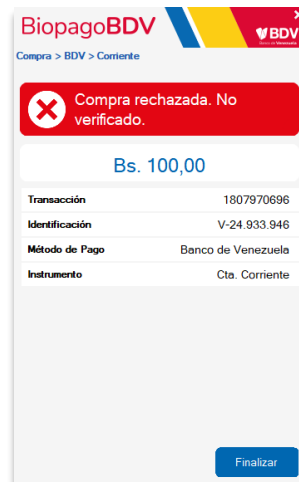 BiopagoBDV
BDV
Banco de Venezuela
Compra > BDV > Corriente
Compra rechazada. No
verificado.
Bs. 100,00
Transacción 1807970696
Identificación V-24.933.946
Método de Pago Banco de Venezuela
Instrumento Cta. Corriente
Finalizar